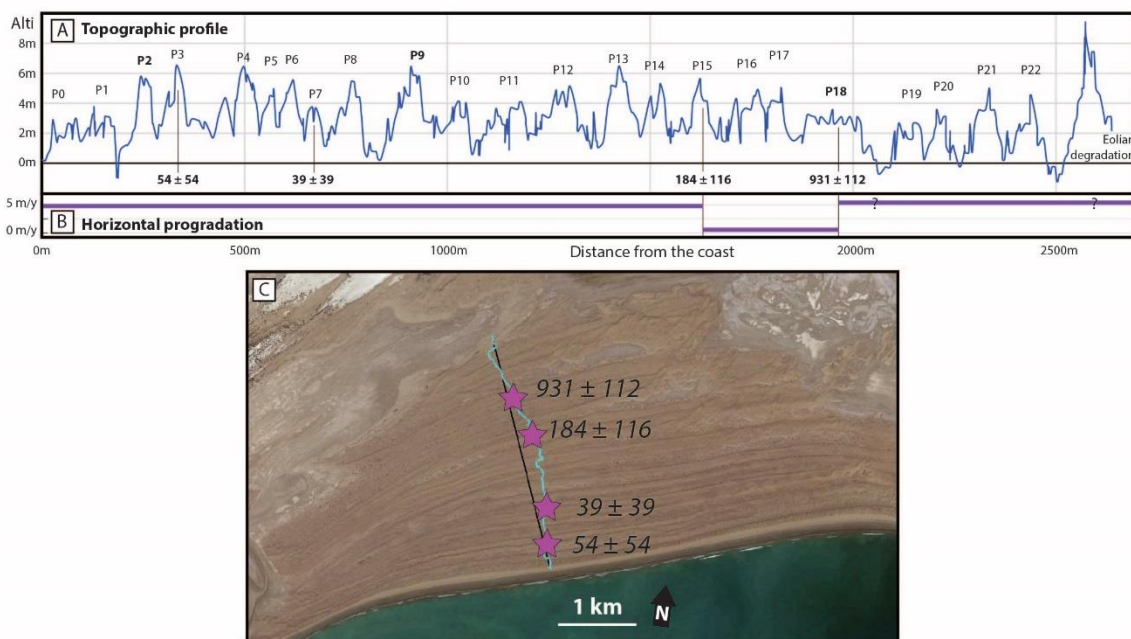 Alti
A Topographic profile
8m
6m
4m
2m
0m
P0 P1 P2 P3 P4 P5 P6 P7 P8 P9 P10 P11 P12 P13 P14 P15 P16 P17 P18 P19 P20 P21 P22
Eolian
degradation
54 ± 54 39 ± 39 184 ± 116 931 ± 112
5 m/y ? ?
B Horizontal progradation
0 m/y
0m 500m 1000m Distance from the coast 2000m 2500m
C
931 ± 112
184 ± 116
39 ± 39
54 ± 54
1 km N